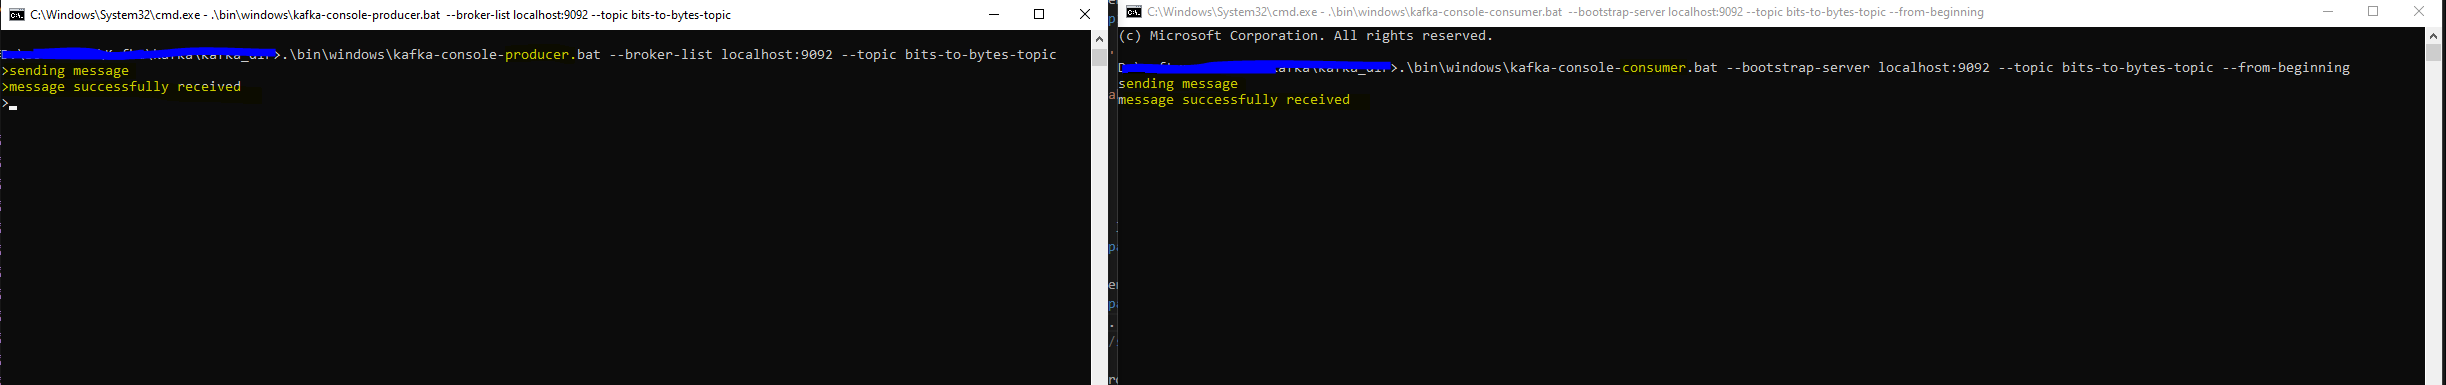 C:\Windows\System32\cmd.exe - .\bin\windows\kafka-console-producer.bat --broker-list localhost:9092 --topic bits-to-bytes-topic
>.\bin\windows\kafka-console-producer.bat --broker-list localhost:9092 --topic bits-to-bytes-topic
>sending message
>message successfully received
>
C:\Windows\System32\cmd.exe - .\bin\windows\kafka-console-consumer.bat --bootstrap-server localhost:9092 --topic bits-to-bytes-topic --from-beginning
(c) Microsoft Corporation. All rights reserved.
>.\bin\windows\kafka-console-consumer.bat --bootstrap-server localhost:9092 --topic bits-to-bytes-topic --from-beginning
sending message
message successfully received